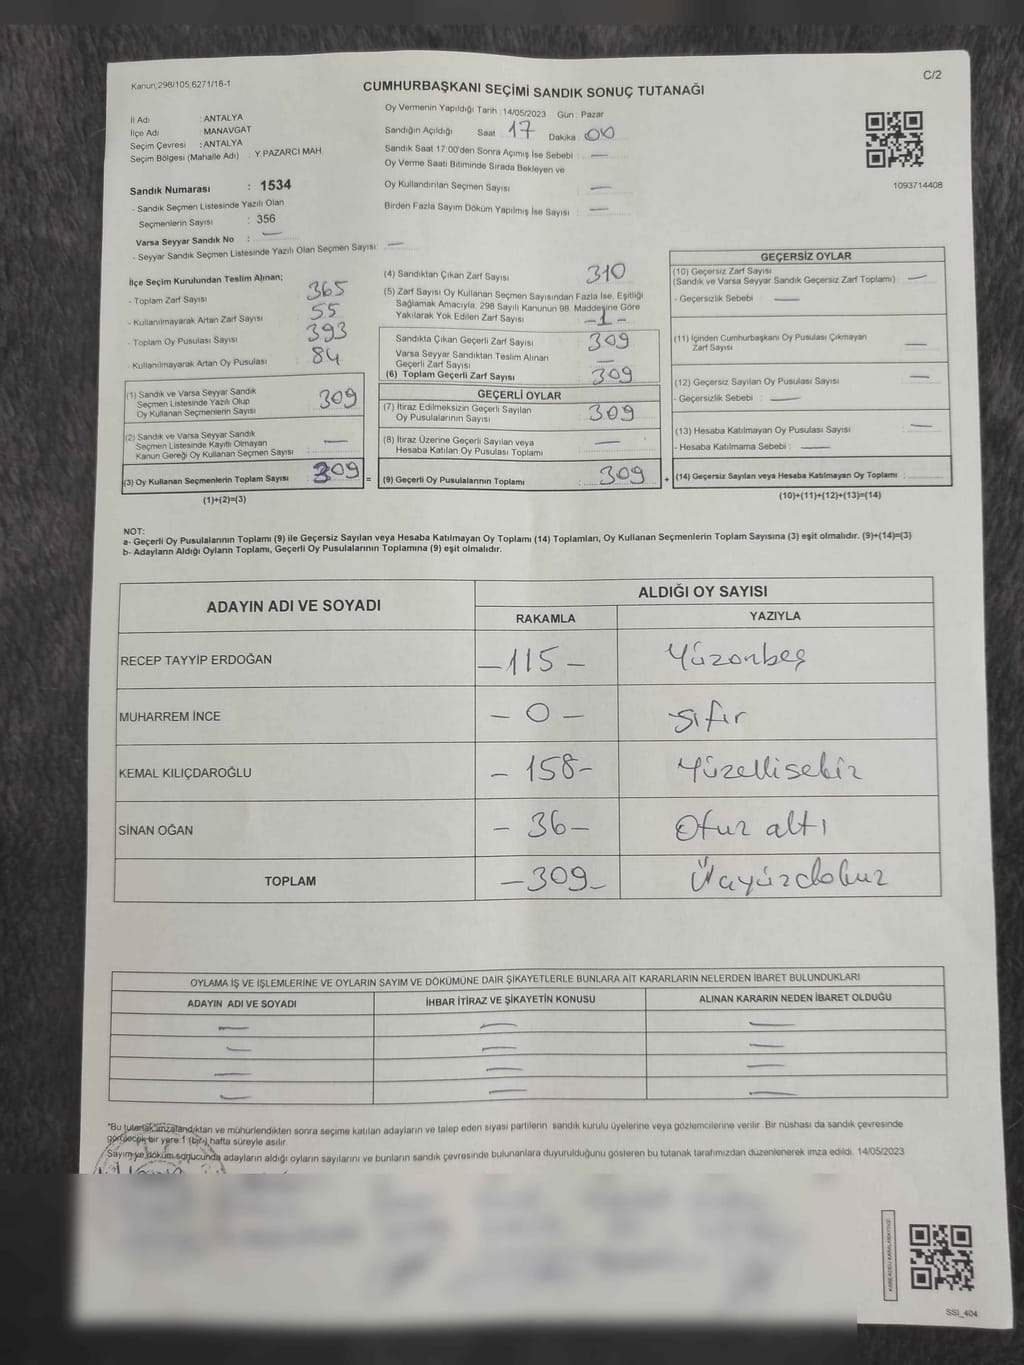 Kanun;298/105;6271/18-1
C/2
CUMHURBAŞKANI SEÇİMİ SANDIK SONUÇ TUTANAĞI
İl Adı : ANTALYA
İlçe Adı : MANAVGAT
Seçim Çevresi : ANTALYA
Seçim Bölgesi (Mahalle Adı) : Y.PAZARCI MAH.
Sandık Numarası : 1534
- Sandık Seçmen Listesinde Yazılı Olan
Seçmenlerin Sayısı : 356
Varsa Seyyar Sandık No : —
- Seyyar Sandık Seçmen Listesinde Yazılı Olan Seçmen Sayısı: —
Oy Vermenin Yapıldığı Tarih : 14/05/2023 Gün : Pazar
Sandığın Açıldığı Saat 17 Dakika 00
Sandık Saat 17:00'den Sonra Açımış İse Sebebi : —
Oy Verme Saati Bitiminde Sırada Bekleyen ve
Oy Kullandırılan Seçmen Sayısı : —
Birden Fazla Sayım Döküm Yapılmış İse Sayısı : —
1093714408
İlçe Seçim Kurulundan Teslim Alınan;
- Toplam Zarf Sayısı 365
- Kullanılmayarak Artan Zarf Sayısı : 55
- Toplam Oy Pusulası Sayısı : 393
- Kullanılmayarak Artan Oy Pusulası : 84
(1) Sandık ve Varsa Seyyar Sandık
Seçmen Listesinde Yazılı Olup
Oy Kullanan Seçmenlerin Sayısı : 309
(2) Sandık ve Varsa Seyyar Sandık
Seçmen Listesinde Kayıtlı Olmayan
Kanun Gereği Oy Kullanan Seçmen Sayısı : —
(3) Oy Kullanan Seçmenlerin Toplam Sayısı : 309
(1)+(2)=(3)
(4) Sandıktan Çıkan Zarf Sayısı : 310
(5) Zarf Sayısı Oy Kullanan Seçmen Sayısından Fazla İse, Eşitliği
Sağlamak Amacıyla, 298 Sayılı Kanunun 98. Maddesine Göre
Yakılarak Yok Edilen Zarf Sayısı : -1-
Sandıkta Çıkan Geçerli Zarf Sayısı : 309
Varsa Seyyar Sandıktan Teslim Alınan
Geçerli Zarf Sayısı : —
(6) Toplam Geçerli Zarf Sayısı : 309
GEÇERLİ OYLAR
(7) İtiraz Edilmeksizin Geçerli Sayılan
Oy Pusulalarının Sayısı : 309
(8) İtiraz Üzerine Geçerli Sayılan veya
Hesaba Katılan Oy Pusulası Toplamı : —
= (9) Geçerli Oy Pusulalarının Toplamı : 309 +
GEÇERSİZ OYLAR
(10) Geçersiz Zarf Sayısı
(Sandık ve Varsa Seyyar Sandık Geçersiz Zarf Toplamı) : —
- Geçersizlik Sebebi : —
(11) İçinden Cumhurbaşkanı Oy Pusulası Çıkmayan
Zarf Sayısı : —
(12) Geçersiz Sayılan Oy Pusulası Sayısı : —
- Geçersizlik Sebebi : —
(13) Hesaba Katılmayan Oy Pusulası Sayısı : —
- Hesaba Katılmama Sebebi : —
(14) Geçersiz Sayılan veya Hesaba Katılmayan Oy Toplamı :
(10)+(11)+(12)+(13)=(14)
NOT:
a- Geçerli Oy Pusulalarının Toplamı (9) ile Geçersiz Sayılan veya Hesaba Katılmayan Oy Toplamı (14) Toplamları, Oy Kullanan Seçmenlerin Toplam Sayısına (3) eşit olmalıdır. (9)+(14)=(3)
b- Adayların Aldığı Oyların Toplamı, Geçerli Oy Pusulalarının Toplamına (9) eşit olmalıdır.
ADAYIN ADI VE SOYADI
ALDIĞI OY SAYISI
RAKAMLA YAZIYLA
RECEP TAYYİP ERDOĞAN -115- Yüzonbeş
MUHARREM İNCE -0- sıfır
KEMAL KILIÇDAROĞLU -158- Yüzellisekiz
SİNAN OĞAN -36- Otuz altı
TOPLAM -309- Üçyüzdokuz
OYLAMA İŞ VE İŞLEMLERİNE VE OYLARIN SAYIM VE DÖKÜMÜNE DAİR ŞİKAYETLERLE BUNLARA AİT KARARLARIN NELERDEN İBARET BULUNDUKLARI
ADAYIN ADI VE SOYADI İHBAR İTİRAZ VE ŞİKAYETİN KONUSU ALINAN KARARIN NEDEN İBARET OLDUĞU
— — —
— — —
— — —
— — —
"Bu tutanak imzalandıktan ve mühürlendikten sonra seçime katılan adayların ve talep eden siyasi partilerin sandık kurulu üyelerine veya gözlemcilerine verilir. Bir nüshası da sandık çevresinde
görülecek bir yere 1 (bir) hafta süreyle asılır.
Sayım ve döküm sonucunda adayların aldığı oyların sayılarını ve bunların sandık çevresinde bulunanlara duyurulduğunu gösteren bu tutanak tarafımızdan düzenlenerek imza edildi. 14/05/2023
SSI_404